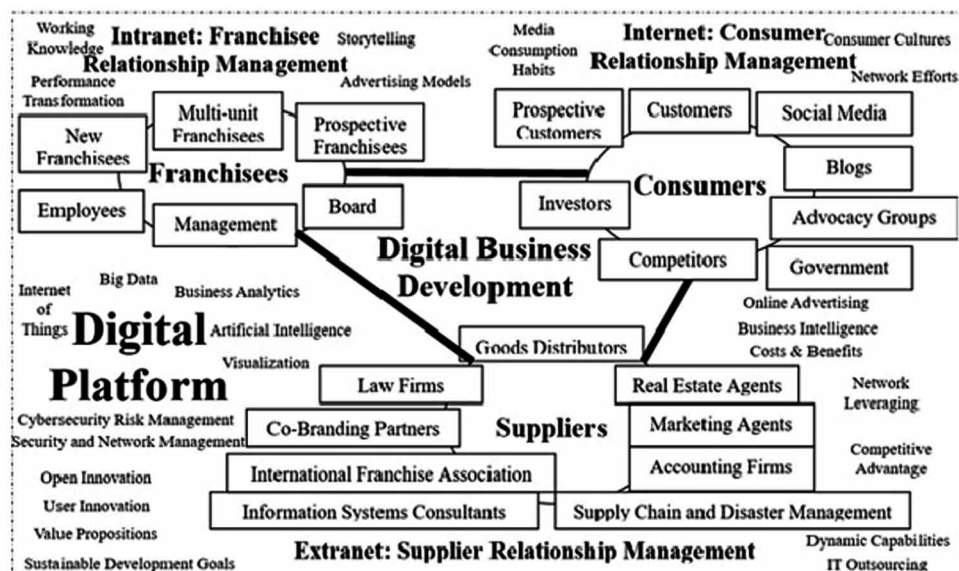 Working
Knowledge
Intranet: Franchisee
Relationship Management
Storytelling
Performance
Transformation
Advertising Models
Media
Consumption
Habits
Internet: Consumer
Relationship Management
Consumer Cultures
Network Efforts
New
Franchisees
Multi-unit
Franchisees
Prospective
Franchisees
Franchisees
Employees
Management
Board
Prospective
Customers
Customers
Social Media
Blogs
Consumers
Investors
Advocacy Groups
Competitors
Government
Digital Business
Development
Internet
of
Things
Big Data
Business Analytics
Digital
Platform
Artificial Intelligence
Visualization
Online Advertising
Business Intelligence
Costs & Benefits
Goods Distributors
Law Firms
Real Estate Agents
Network
Leveraging
Cybersecurity Risk Management
Security and Network Management
Co-Branding Partners
Suppliers
Marketing Agents
International Franchise Association
Accounting Firms
Competitive
Advantage
Open Innovation
User Innovation
Information Systems Consultants
Supply Chain and Disaster Management
Value Propositions
Sustainable Development Goals
Extranet: Supplier Relationship Management
Dynamic Capabilities
IT Outsourcing